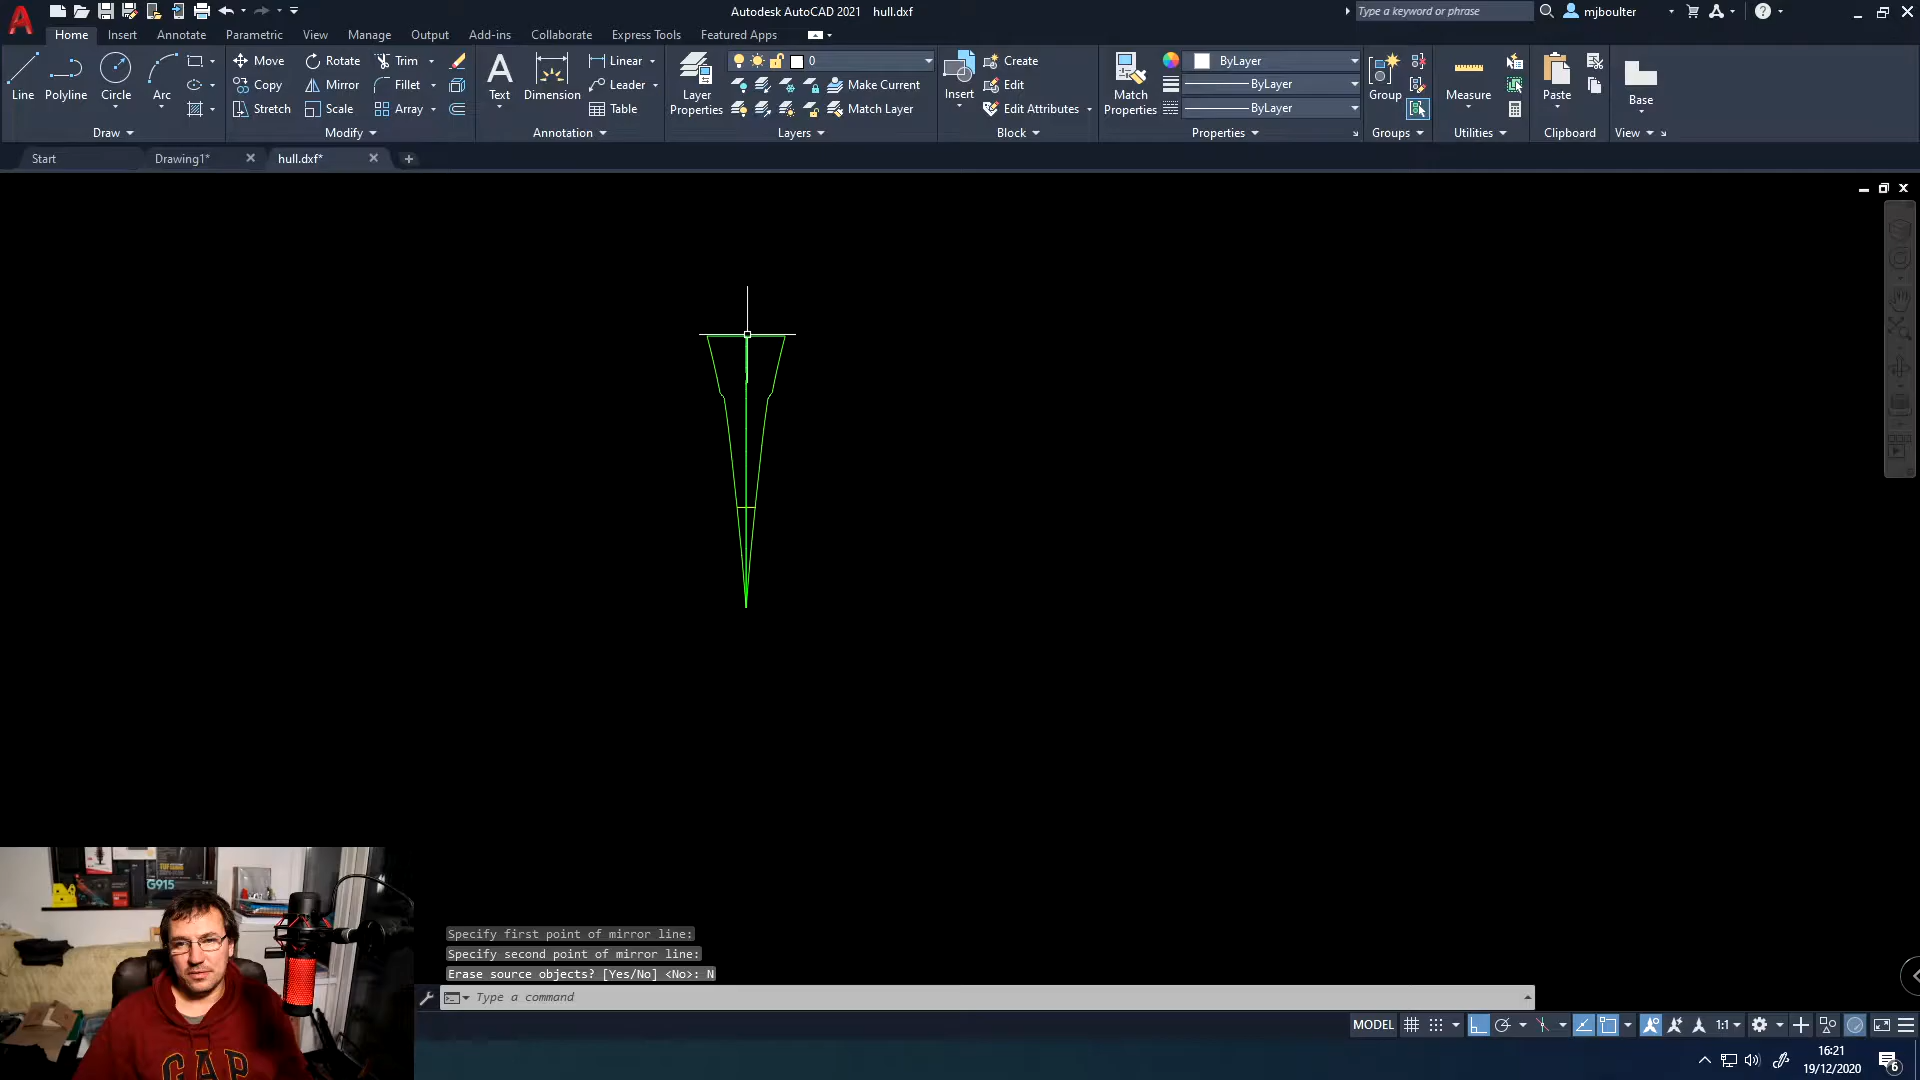 Autodesk AutoCAD 2021 hull.dxf
Type a keyword or phrase
mjboulter
Home Insert Annotate Parametric View Manage Output Add-ins Collaborate Express Tools Featured Apps
Line Polyline Circle Arc
Move Rotate Trim
Copy Mirror Fillet
Stretch Scale Array
Text Dimension
Linear
Leader
Table
Layer Properties
0
Make Current
Match Layer
Insert
Create
Edit
Edit Attributes
Match Properties
ByLayer
ByLayer
ByLayer
Group Measure Paste Base
Draw Modify Annotation Layers Block Properties Groups Utilities Clipboard View
Start Drawing1* hull.dxf*
G915
GAP
Specify first point of mirror line:
Specify second point of mirror line:
Erase source objects? [Yes/No] <No>: N
Type a command
MODEL 1:1
16:21
19/12/2020
6